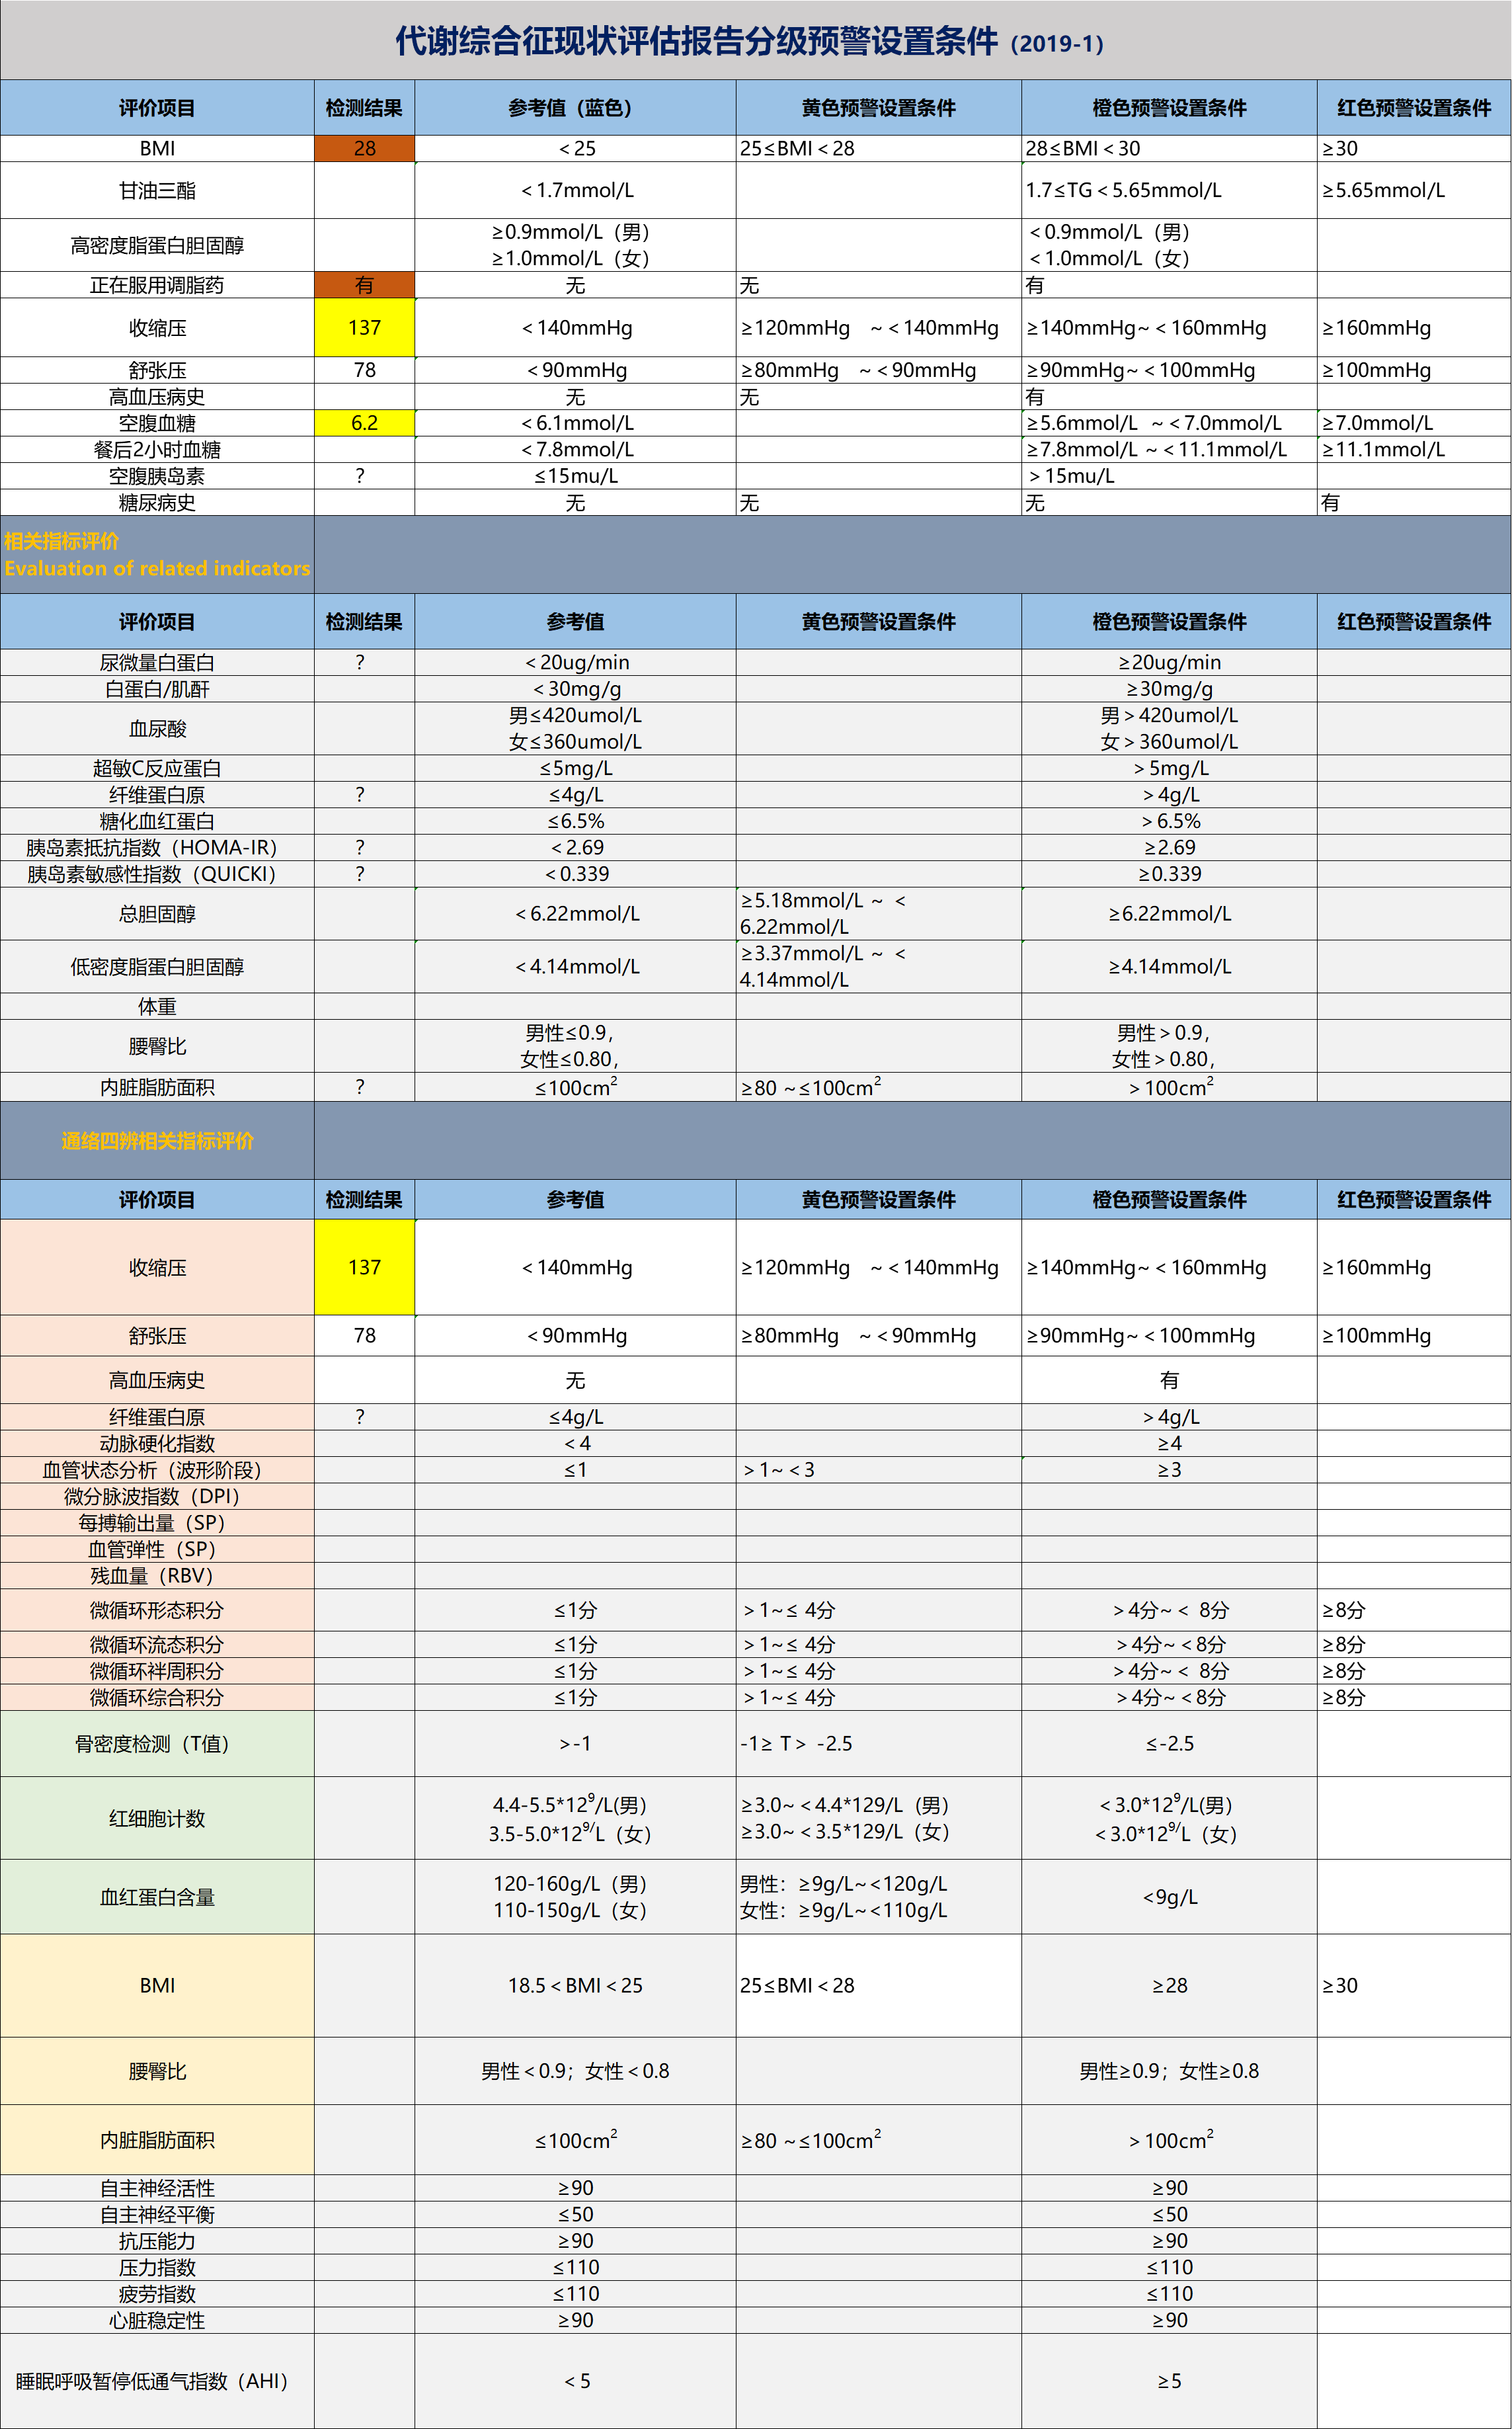 代谢综合征现状评估报告分级预警设置条件 (2019-1)
评价项目 检测结果 参考值（蓝色） 黄色预警设置条件 橙色预警设置条件 红色预警设置条件
BMI 28 ＜25 25≤BMI＜28 28≤BMI＜30 ≥30
甘油三酯 ＜1.7mmol/L 1.7≤TG＜5.65mmol/L ≥5.65mmol/L
高密度脂蛋白胆固醇 ≥0.9mmol/L（男） ＜0.9mmol/L（男）
≥1.0mmol/L（女） ＜1.0mmol/L（女）
正在服用调脂药 有 无 无 有
收缩压 137 ＜140mmHg ≥120mmHg ~＜140mmHg ≥140mmHg~＜160mmHg ≥160mmHg
舒张压 78 ＜90mmHg ≥80mmHg ~＜90mmHg ≥90mmHg~＜100mmHg ≥100mmHg
高血压病史 无 无 有
空腹血糖 6.2 ＜6.1mmol/L ≥5.6mmol/L ~＜7.0mmol/L ≥7.0mmol/L
餐后2小时血糖 ＜7.8mmol/L ≥7.8mmol/L ~＜11.1mmol/L ≥11.1mmol/L
空腹胰岛素 ? ≤15mu/L ＞15mu/L
糖尿病史 无 无 无 有
相关指标评价
Evaluation of related indicators
评价项目 检测结果 参考值 黄色预警设置条件 橙色预警设置条件 红色预警设置条件
尿微量白蛋白 ? ＜20ug/min ≥20ug/min
白蛋白/肌酐 ＜30mg/g ≥30mg/g
血尿酸 男≤420umol/L 男＞420umol/L
女≤360umol/L 女＞360umol/L
超敏C反应蛋白 ≤5mg/L ＞5mg/L
纤维蛋白原 ? ≤4g/L ＞4g/L
糖化血红蛋白 ≤6.5% ＞6.5%
胰岛素抵抗指数（HOMA-IR） ? ＜2.69 ≥2.69
胰岛素敏感性指数（QUICKI） ? ＜0.339 ≥0.339
总胆固醇 ＜6.22mmol/L ≥5.18mmol/L ~ ＜ ≥6.22mmol/L
6.22mmol/L
低密度脂蛋白胆固醇 ＜4.14mmol/L ≥3.37mmol/L ~ ＜ ≥4.14mmol/L
4.14mmol/L
体重
腰臀比 男性≤0.9， 男性＞0.9，
女性≤0.80， 女性＞0.80，
内脏脂肪面积 ? ≤100cm² ≥80 ~≤100cm² ＞100cm²
通络四辨相关指标评价
评价项目 检测结果 参考值 黄色预警设置条件 橙色预警设置条件 红色预警设置条件
收缩压 137 ＜140mmHg ≥120mmHg ~＜140mmHg ≥140mmHg~＜160mmHg ≥160mmHg
舒张压 78 ＜90mmHg ≥80mmHg ~＜90mmHg ≥90mmHg~＜100mmHg ≥100mmHg
高血压病史 无 有
纤维蛋白原 ? ≤4g/L ＞4g/L
动脉硬化指数 ＜4 ≥4
血管状态分析（波形阶段） ≤1 ＞1~＜3 ≥3
微分脉波指数（DPI）
每搏输出量（SP）
血管弹性（SP）
残血量（RBV）
微循环形态积分 ≤1分 ＞1~≤ 4分 ＞4分~＜ 8分 ≥8分
微循环流态积分 ≤1分 ＞1~≤ 4分 ＞4分~＜8分 ≥8分
微循环袢周积分 ≤1分 ＞1~≤ 4分 ＞4分~＜ 8分 ≥8分
微循环综合积分 ≤1分 ＞1~≤ 4分 ＞4分~＜8分 ≥8分
骨密度检测（T值） >-1 -1≥ T＞ -2.5 ≤-2.5
红细胞计数 4.4-5.5*12⁹/L(男） ≥3.0~＜4.4*129/L（男） ＜3.0*12⁹/L(男）
3.5-5.0*12⁹ᐟL（女） ≥3.0~＜3.5*129/L（女） ＜3.0*12⁹ᐟL（女）
血红蛋白含量 120-160g/L（男） 男性：≥9g/L~<120g/L <9g/L
110-150g/L（女） 女性：≥9g/L~<110g/L
BMI 18.5＜BMI＜25 25≤BMI＜28 ≥28 ≥30
腰臀比 男性＜0.9；女性＜0.8 男性≥0.9；女性≥0.8
内脏脂肪面积 ≤100cm² ≥80 ~≤100cm² ＞100cm²
自主神经活性 ≥90 ≥90
自主神经平衡 ≤50 ≤50
抗压能力 ≥90 ≥90
压力指数 ≤110 ≤110
疲劳指数 ≤110 ≤110
心脏稳定性 ≥90 ≥90
睡眠呼吸暂停低通气指数（AHI） ＜5 ≥5